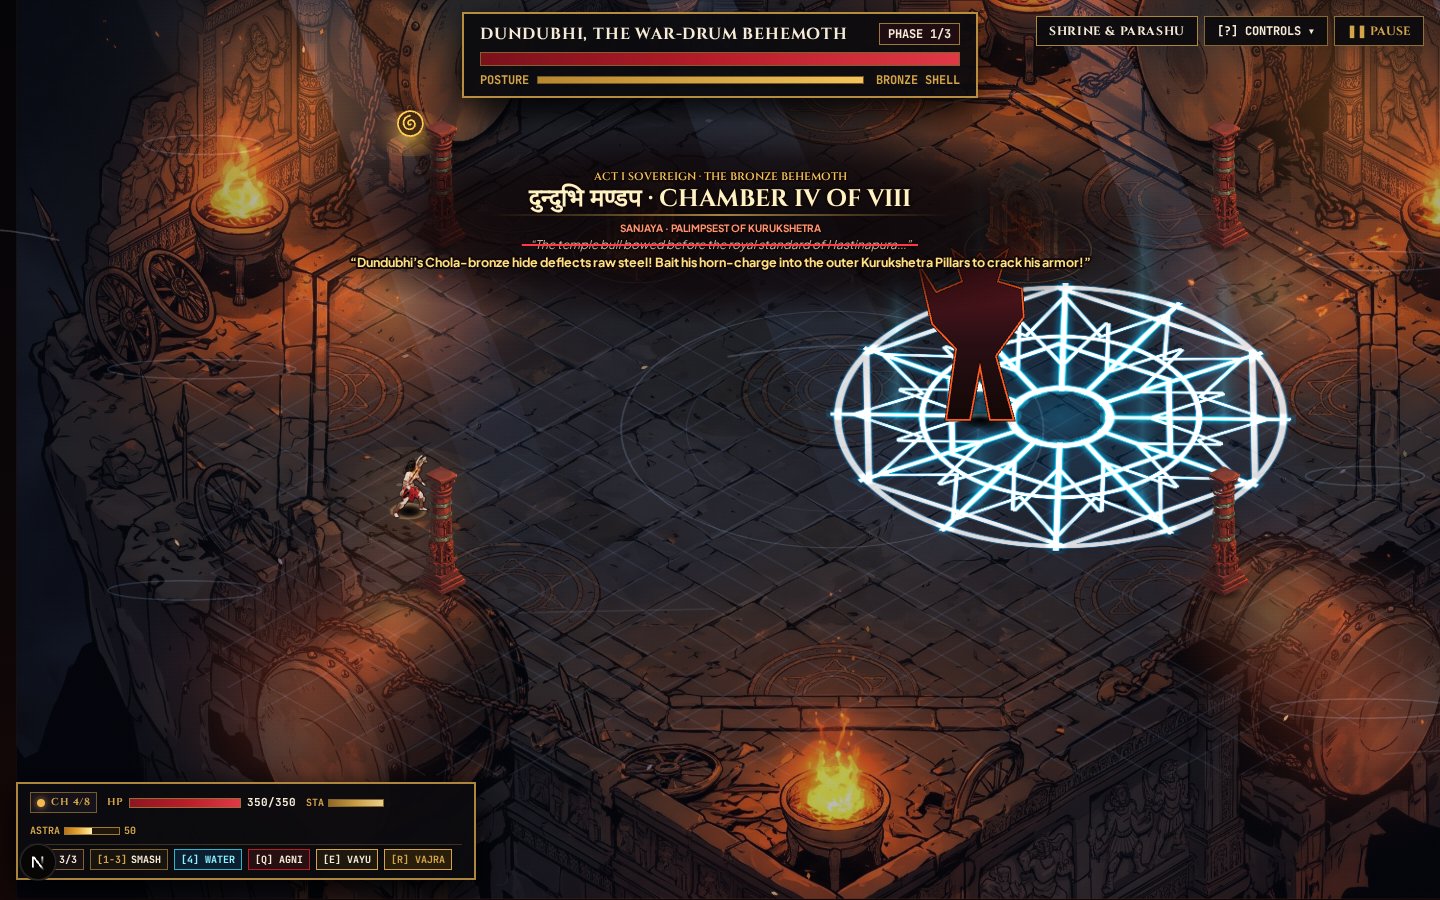 DUNDUBHI, THE WAR-DRUM BEHEMOTH
PHASE 1/3
POSTURE
BRONZE SHELL
SHRINE & PARASHU
[?] CONTROLS ▾
❚❚ PAUSE
ACT I SOVEREIGN · THE BRONZE BEHEMOTH
दुन्दुभि मण्डप · CHAMBER IV OF VIII
SANJAYA · PALIMPSEST OF KURUKSHETRA
"The temple bull bowed before the royal standard of Hastinapura..."
“Dundubhi's Chola-bronze hide deflects raw steel! Bait his horn-charge into the outer Kurukshetra Pillars to crack his armor!”
CH 4/8
HP
350/350
STA
ASTRA
50
N
3/3
[1-3] SMASH
[4] WATER
[Q] AGNI
[E] VAYU
[R] VAJRA